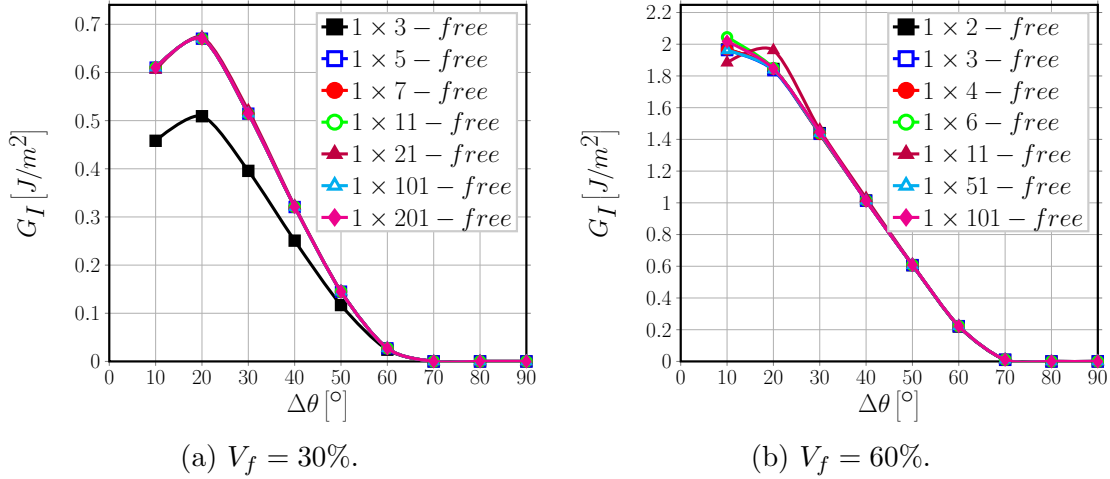 0.7
0.6
0.5
0.4
0.3
0.2
0.1
0
G_I [J/m^2]
1 × 3 − free
1 × 5 − free
1 × 7 − free
1 × 11 − free
1 × 21 − free
1 × 101 − free
1 × 201 − free
0 10 20 30 40 50 60 70 80 90
Δθ [°]
(a) V_f = 30%.
2.2
2
1.8
1.6
1.4
1.2
1
0.8
0.6
0.4
0.2
0
G_I [J/m^2]
1 × 2 − free
1 × 3 − free
1 × 4 − free
1 × 6 − free
1 × 11 − free
1 × 51 − free
1 × 101 − free
0 10 20 30 40 50 60 70 80 90
Δθ [°]
(b) V_f = 60%.